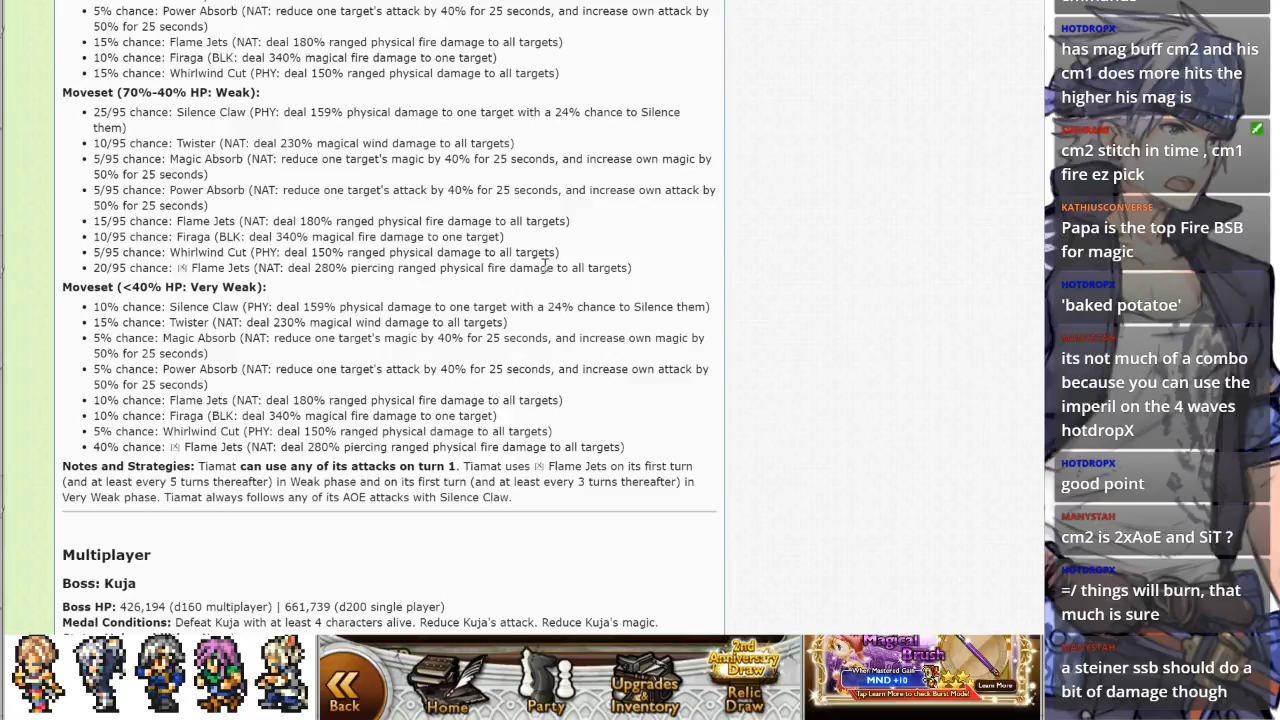 • 5% chance: Power Absorb (NAT: reduce one target's attack by 40% for 25 seconds, and increase own attack by
50% for 25 seconds)
• 15% chance: Flame Jets (NAT: deal 180% ranged physical fire damage to all targets)
• 10% chance: Firaga (BLK: deal 340% magical fire damage to one target)
• 15% chance: Whirlwind Cut (PHY: deal 150% ranged physical damage to all targets)
Moveset (70%-40% HP: Weak):
• 25/95 chance: Silence Claw (PHY: deal 159% physical damage to one target with a 24% chance to Silence
them)
• 10/95 chance: Twister (NAT: deal 230% magical wind damage to all targets)
• 5/95 chance: Magic Absorb (NAT: reduce one target's magic by 40% for 25 seconds, and increase own magic by
50% for 25 seconds)
• 5/95 chance: Power Absorb (NAT: reduce one target's attack by 40% for 25 seconds, and increase own attack by
50% for 25 seconds)
• 15/95 chance: Flame Jets (NAT: deal 180% ranged physical fire damage to all targets)
• 10/95 chance: Firaga (BLK: deal 340% magical fire damage to one target)
• 5/95 chance: Whirlwind Cut (PHY: deal 150% ranged physical damage to all targets)
• 20/95 chance: Flame Jets (NAT: deal 280% piercing ranged physical fire damage to all targets)
Moveset (<40% HP: Very Weak):
• 10% chance: Silence Claw (PHY: deal 159% physical damage to one target with a 24% chance to Silence them)
• 15% chance: Twister (NAT: deal 230% magical wind damage to all targets)
• 5% chance: Magic Absorb (NAT: reduce one target's magic by 40% for 25 seconds, and increase own magic by
50% for 25 seconds)
• 5% chance: Power Absorb (NAT: reduce one target's attack by 40% for 25 seconds, and increase own attack by
50% for 25 seconds)
• 10% chance: Flame Jets (NAT: deal 180% ranged physical fire damage to all targets)
• 10% chance: Firaga (BLK: deal 340% magical fire damage to one target)
• 5% chance: Whirlwind Cut (PHY: deal 150% ranged physical damage to all targets)
• 40% chance: Flame Jets (NAT: deal 280% piercing ranged physical fire damage to all targets)
Notes and Strategies: Tiamat can use any of its attacks on turn 1. Tiamat uses Flame Jets on its first turn
(and at least every 5 turns thereafter) in Weak phase and on its first turn (and at least every 3 turns thereafter) in
Very Weak phase. Tiamat always follows any of its AOE attacks with Silence Claw.
Multiplayer
Boss: Kuja
Boss HP: 426,194 (d160 multiplayer) | 661,739 (d200 single player)
Medal Conditions: Defeat Kuja with at least 4 characters alive. Reduce Kuja's attack. Reduce Kuja's magic.
Back
Home
Party
Upgrades
Inventory
2nd
Anniversary
Draw
Relic
Draw
Magical
Brush
When Mastered Gain
MND +10
Learn More
Tap Learn More to check Burst Mode!
HOTDROPX
has mag buff cm2 and his
cm1 does more hits the
higher his mag is
cm2 stitch in time , cm1
fire ez pick
KATHIUSCONVERSE
Papa is the top Fire BSB
for magic
HOTDROPX
'baked potatoe'
MANYSTAH
its not much of a combo
because you can use the
imperil on the 4 waves
hotdropX
HOTDROPX
good point
MANYSTAH
cm2 is 2xAoE and SiT ?
HOTDROPX
=/ things will burn, that
much is sure
MANYSTAH
a steiner ssb should do a
bit of damage though